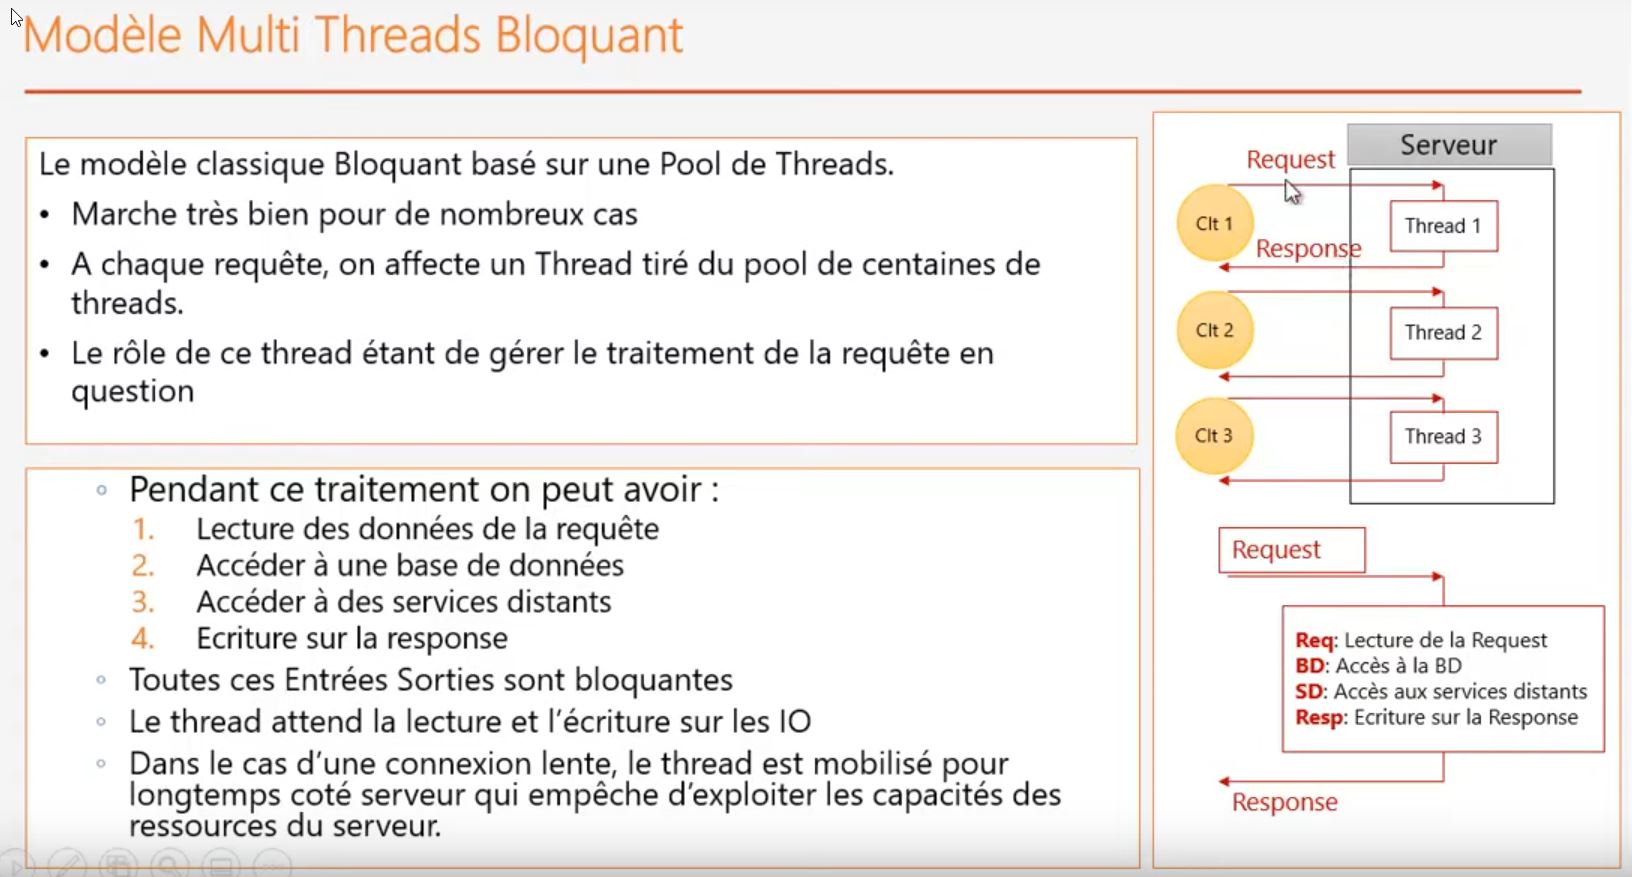 Modèle Multi Threads Bloquant
Le modèle classique Bloquant basé sur une Pool de Threads.
• Marche très bien pour de nombreux cas
• A chaque requête, on affecte un Thread tiré du pool de centaines de
threads.
• Le rôle de ce thread étant de gérer le traitement de la requête en
question
Pendant ce traitement on peut avoir :
1. Lecture des données de la requête
2. Accéder à une base de données
3. Accéder à des services distants
4. Ecriture sur la response
Toutes ces Entrées Sorties sont bloquantes
Le thread attend la lecture et l’écriture sur les IO
Dans le cas d’une connexion lente, le thread est mobilisé pour
longtemps coté serveur qui empêche d’exploiter les capacités des
ressources du serveur.
Serveur
Request
Clt 1
Thread 1
Response
Clt 2
Thread 2
Clt 3
Thread 3
Request
Req: Lecture de la Request
BD: Accès à la BD
SD: Accès aux services distants
Resp: Ecriture sur la Response
Response